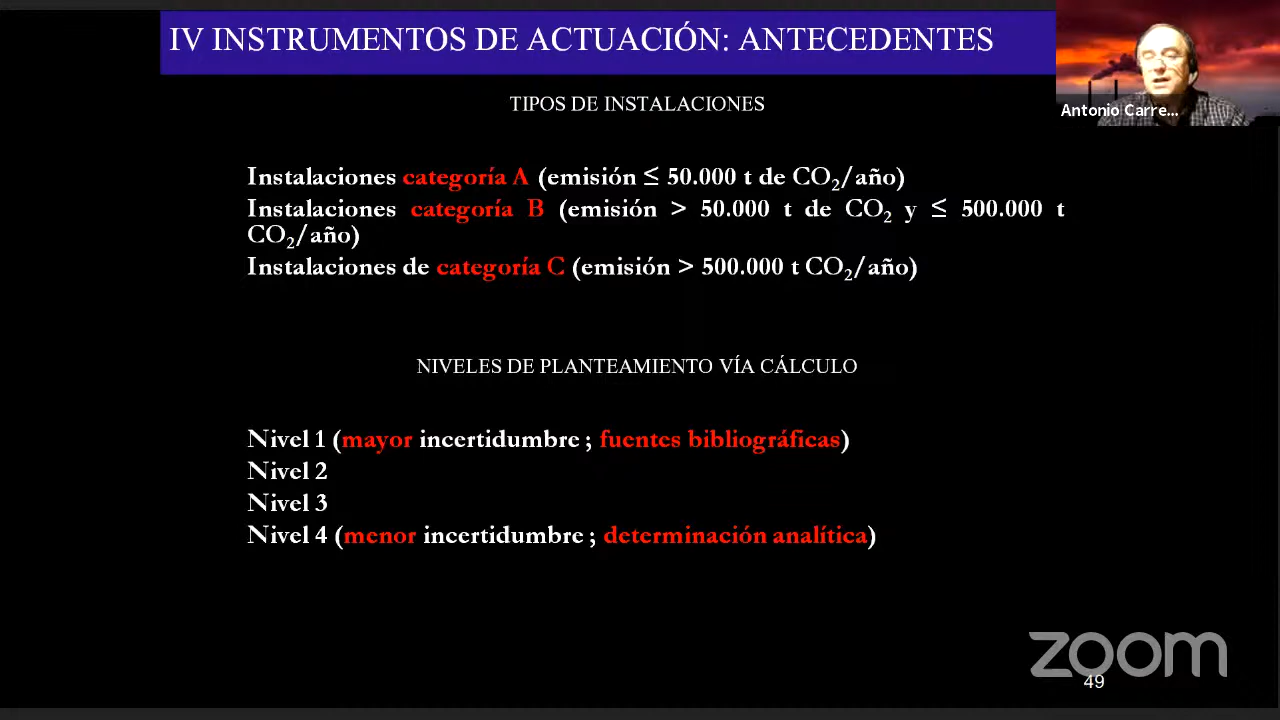 IV INSTRUMENTOS DE ACTUACIÓN: ANTECEDENTES
Antonio Carre...
TIPOS DE INSTALACIONES
Instalaciones categoría A (emisión ≤ 50.000 t de CO₂/año)
Instalaciones categoría B (emisión > 50.000 t de CO₂ y ≤ 500.000 t
CO₂/año)
Instalaciones de categoría C (emisión > 500.000 t CO₂/año)
NIVELES DE PLANTEAMIENTO VÍA CÁLCULO
Nivel 1 (mayor incertidumbre ; fuentes bibliográficas)
Nivel 2
Nivel 3
Nivel 4 (menor incertidumbre ; determinación analítica)
zoom
49